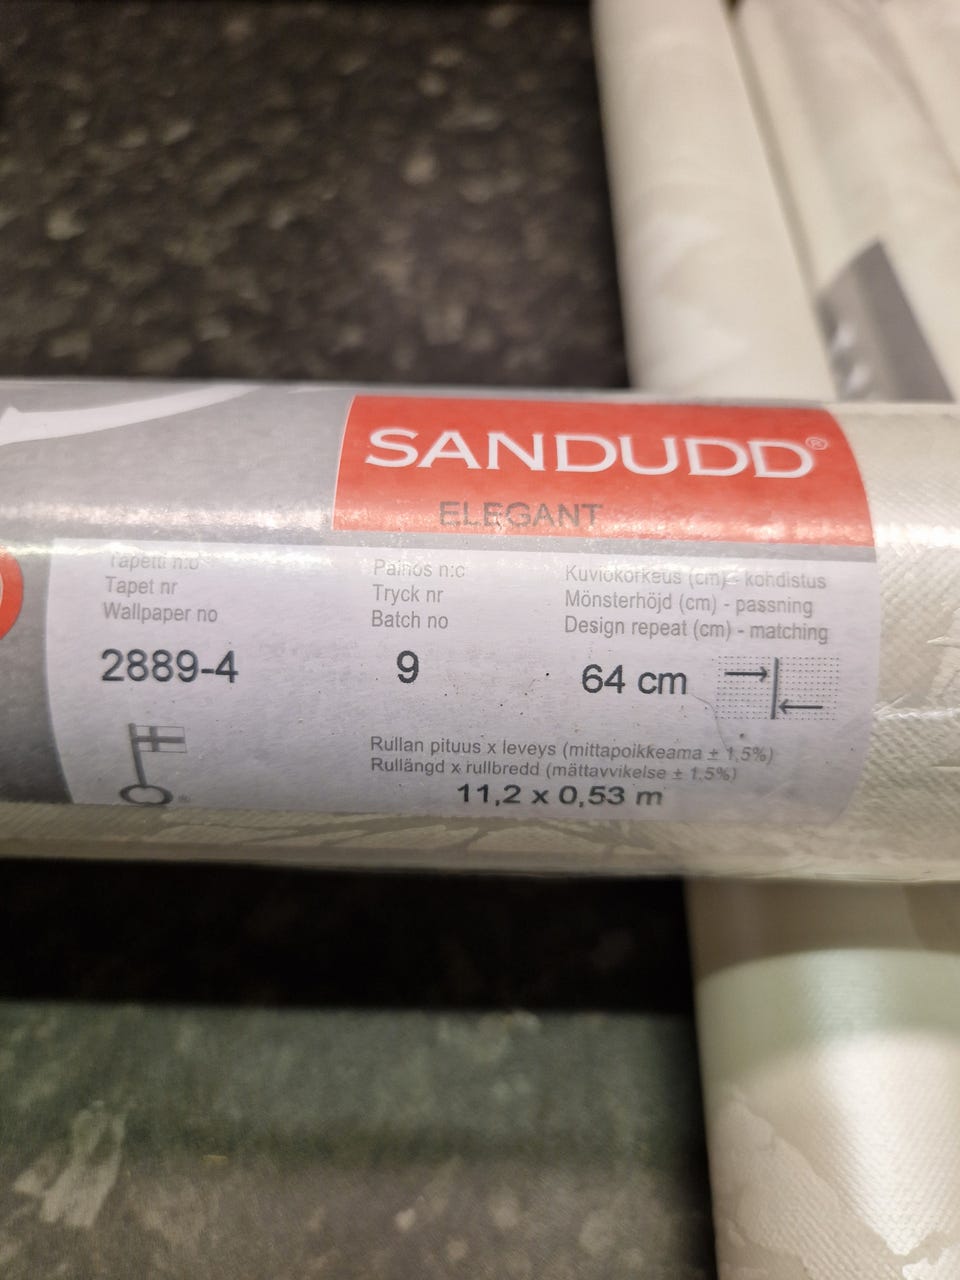 SANDUDD®
ELEGANT
Tapetti n:o
Tapet nr
Wallpaper no
2889-4
Painos n:o
Tryck nr
Batch no
9
Kuviokorkeus (cm) - kohdistus
Mönsterhöjd (cm) - passning
Design repeat (cm) - matching
64 cm
Rullan pituus x leveys (mittapoikkeama ± 1,5%)
Rullängd x rullbredd (mättavvikelse ± 1,5%)
11,2 x 0,53 m